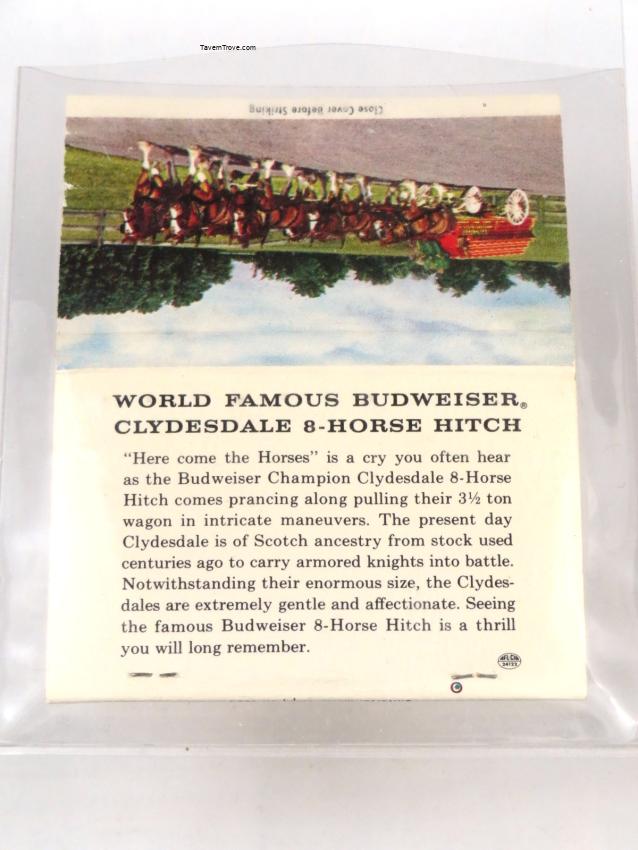 TavernTrove.com
Close Cover Before Striking
WORLD FAMOUS BUDWEISER®
CLYDESDALE 8-HORSE HITCH
"Here come the Horses" is a cry you often hear
as the Budweiser Champion Clydesdale 8-Horse
Hitch comes prancing along pulling their 3½ ton
wagon in intricate maneuvers. The present day
Clydesdale is of Scotch ancestry from stock used
centuries ago to carry armored knights into battle.
Notwithstanding their enormous size, the Clydes-
dales are extremely gentle and affectionate. Seeing
the famous Budweiser 8-Horse Hitch is a thrill
you will long remember.